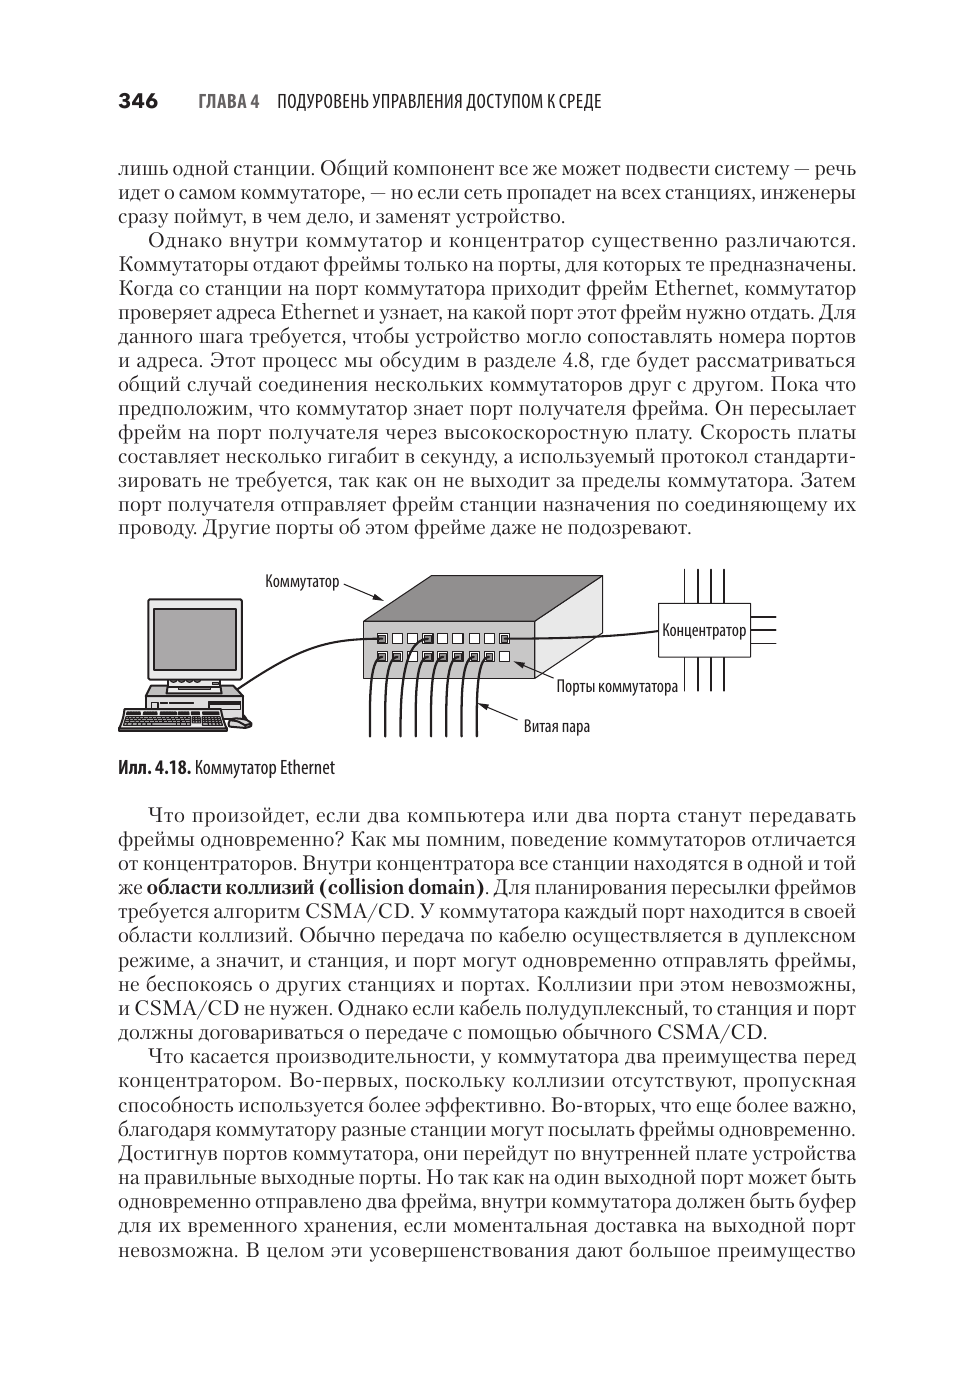 346 ГЛАВА 4 ПОДУРОВЕНЬ УПРАВЛЕНИЯ ДОСТУПОМ К СРЕДЕ
лишь одной станции. Общий компонент все же может подвести систему — речь
идет о самом коммутаторе, — но если сеть пропадет на всех станциях, инженеры
сразу поймут, в чем дело, и заменят устройство.
Однако внутри коммутатор и концентратор существенно различаются.
Коммутаторы отдают фреймы только на порты, для которых те предназначены.
Когда со станции на порт коммутатора приходит фрейм Ethernet, коммутатор
проверяет адреса Ethernet и узнает, на какой порт этот фрейм нужно отдать. Для
данного шага требуется, чтобы устройство могло сопоставлять номера портов
и адреса. Этот процесс мы обсудим в разделе 4.8, где будет рассматриваться
общий случай соединения нескольких коммутаторов друг с другом. Пока что
предположим, что коммутатор знает порт получателя фрейма. Он пересылает
фрейм на порт получателя через высокоскоростную плату. Скорость платы
составляет несколько гигабит в секунду, а используемый протокол стандарти-
зировать не требуется, так как он не выходит за пределы коммутатора. Затем
порт получателя отправляет фрейм станции назначения по соединяющему их
проводу. Другие порты об этом фрейме даже не подозревают.
Коммутатор
Концентратор
Порты коммутатора
Витая пара
Илл. 4.18. Коммутатор Ethernet
Что произойдет, если два компьютера или два порта станут передавать
фреймы одновременно? Как мы помним, поведение коммутаторов отличается
от концентраторов. Внутри концентратора все станции находятся в одной и той
же области коллизий (collision domain). Для планирования пересылки фреймов
требуется алгоритм CSMA/CD. У коммутатора каждый порт находится в своей
области коллизий. Обычно передача по кабелю осуществляется в дуплексном
режиме, а значит, и станция, и порт могут одновременно отправлять фреймы,
не беспокоясь о других станциях и портах. Коллизии при этом невозможны,
и CSMA/CD не нужен. Однако если кабель полудуплексный, то станция и порт
должны договариваться о передаче с помощью обычного CSMA/CD.
Что касается производительности, у коммутатора два преимущества перед
концентратором. Во-первых, поскольку коллизии отсутствуют, пропускная
способность используется более эффективно. Во-вторых, что еще более важно,
благодаря коммутатору разные станции могут посылать фреймы одновременно.
Достигнув портов коммутатора, они перейдут по внутренней плате устройства
на правильные выходные порты. Но так как на один выходной порт может быть
одновременно отправлено два фрейма, внутри коммутатора должен быть буфер
для их временного хранения, если моментальная доставка на выходной порт
невозможна. В целом эти усовершенствования дают большое преимущество